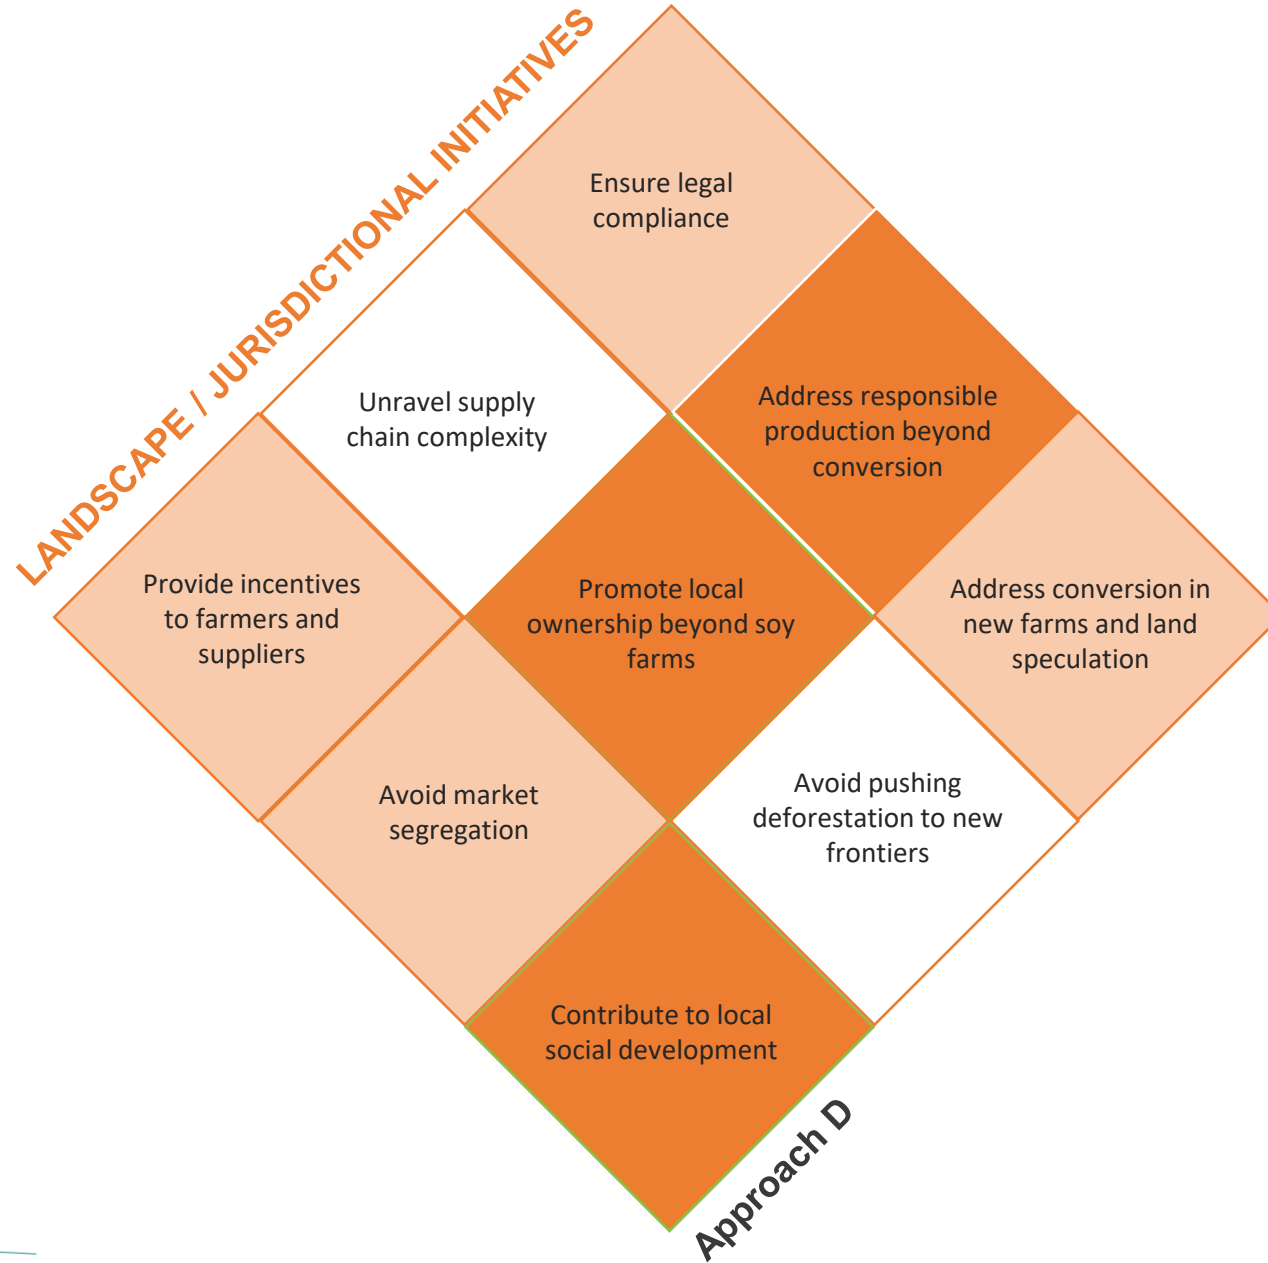 LANDSCAPE / JURISDICTIONAL INITIATIVES
Ensure legal
compliance
Unravel supply
chain complexity
Address responsible
production beyond
conversion
Provide incentives
to farmers and
suppliers
Promote local
ownership beyond soy
farms
Address conversion in
new farms and land
speculation
Avoid market
segregation
Avoid pushing
deforestation to new
frontiers
Contribute to local
social development
Approach D